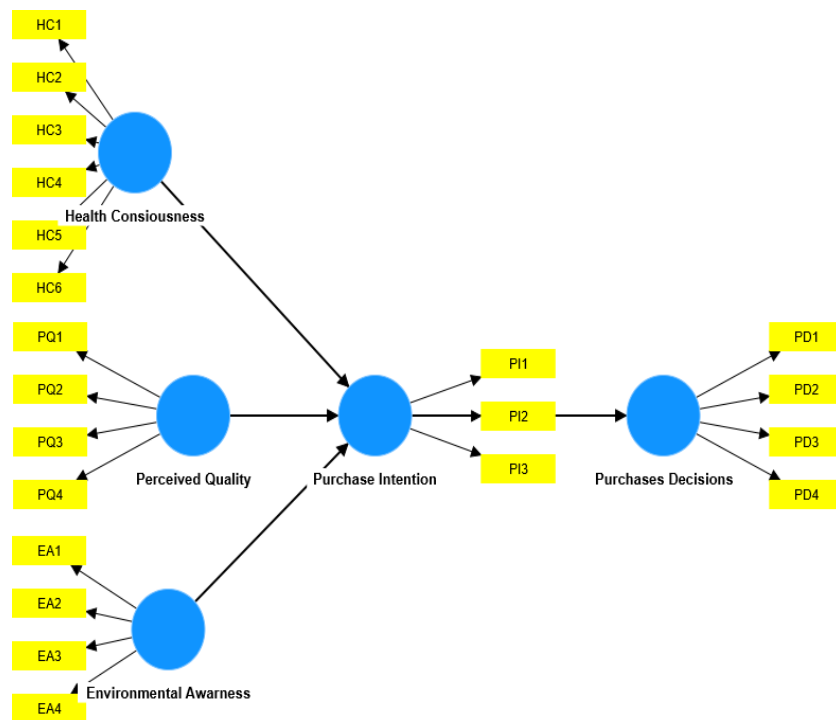 HC1
HC2
HC3
HC4
Health Consiousness
HC5
HC6
PQ1
PQ2
PQ3
PQ4
Perceived Quality
PI1
PI2
PI3
Purchase Intention
PD1
PD2
PD3
PD4
Purchases Decisions
EA1
EA2
EA3
EA4
Environmental Awarness